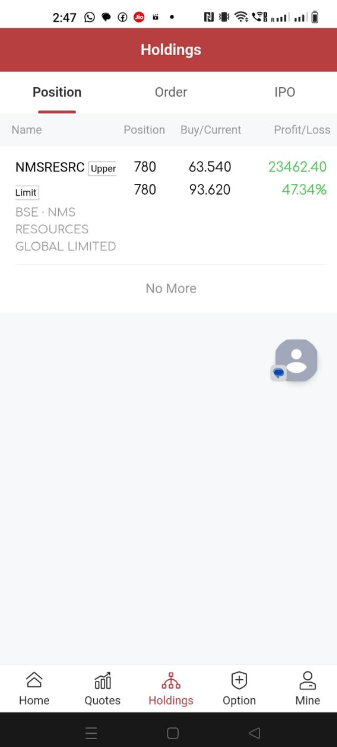 2:47
Holdings
Position Order IPO
Name Position Buy/Current Profit/Loss
NMSRESRC Upper 780 63.540 23462.40
Limit 780 93.620 47.34%
BSE · NMS
RESOURCES
GLOBAL LIMITED
No More
Home Quotes Holdings Option Mine